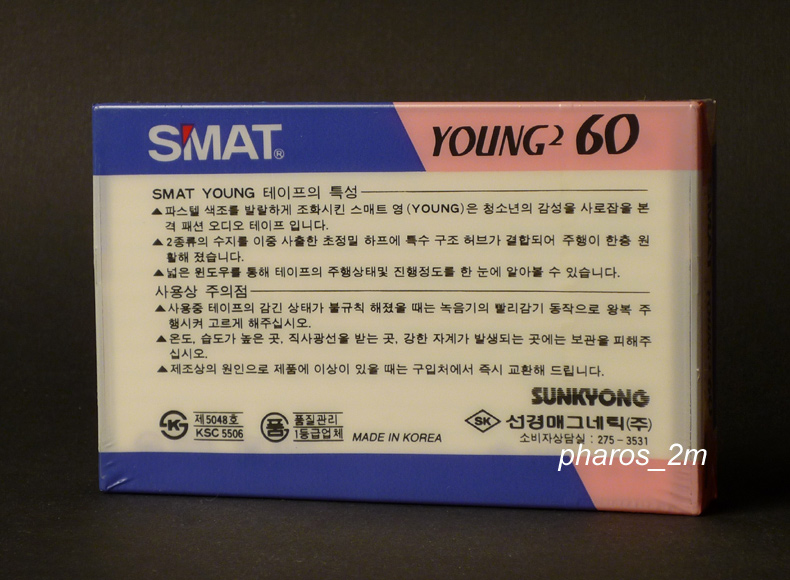 SMAT®
YOUNG² 60
SMAT YOUNG 테이프의 특성
▲파스텔 색조를 발랄하게 조화시킨 스매트 영(YOUNG)은 청소년의 감성을 사로잡을 본
격 패션 오디오 테이프 입니다.
▲2종류의 수지를 이중 사출한 초정밀 하프에 특수 구조 허브가 결합되어 주행이 한층 원
활해 졌습니다.
▲넓은 윈도우를 통해 테이프의 주행상태및 진행정도를 한 눈에 알아볼 수 있습니다.
사용상 주의점
▲사용중 테이프의 감긴 상태가 불규칙 해졌을 때는 녹음기의 빨리감기 동작으로 왕복 주
행시켜 고르게 해주십시오.
▲온도, 습도가 높은 곳, 직사광선을 받는 곳, 강한 자계가 발생되는 곳에는 보관을 피해주
십시오.
▲제조상의 원인으로 제품에 이상이 있을 때는 구입처에서 즉시 교환해 드립니다.
SUNKYONG
제5048호
KSC 5506
품
품질관리
1등급업체
MADE IN KOREA
SK 선경매그네틱(주)
소비자상담실 : 275-3531
pharos_2m